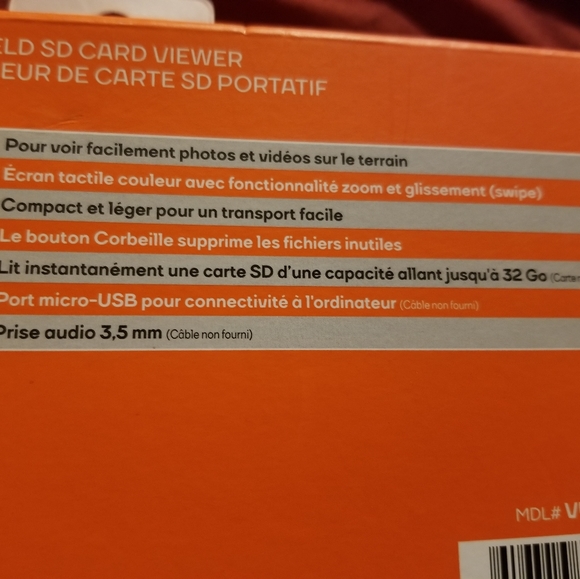 ELD SD CARD VIEWER
EUR DE CARTE SD PORTATIF
Pour voir facilement photos et vidéos sur le terrain
Écran tactile couleur avec fonctionnalité zoom et glissement (swipe)
Compact et léger pour un transport facile
Le bouton Corbeille supprime les fichiers inutiles
Lit instantanément une carte SD d'une capacité allant jusqu'à 32 Go (Carte
Port micro-USB pour connectivité à l'ordinateur (Câble non fourni)
Prise audio 3,5 mm (Câble non fourni)
MDL# V